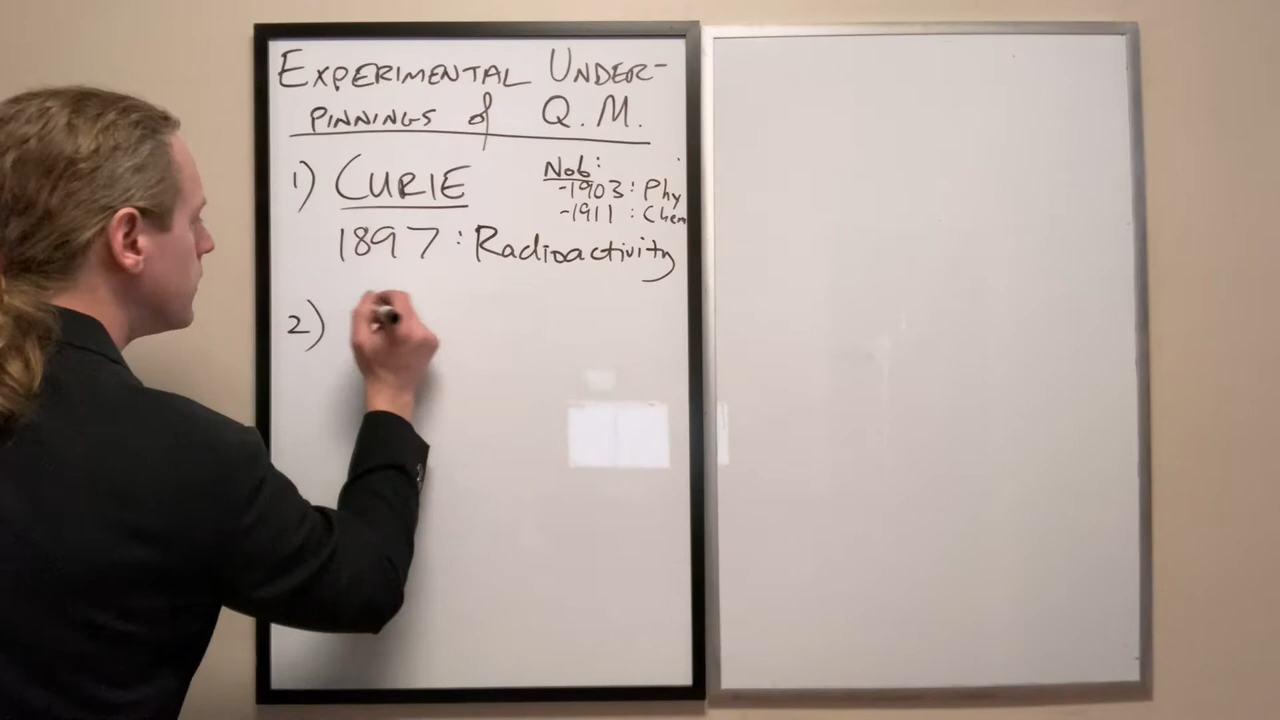 EXPERIMENTAL UNDER-
PINNINGS of Q.M.
1) CURIE
Nob:
-1903: Phy
-1911: Chem
1897: Radioactivity
2)